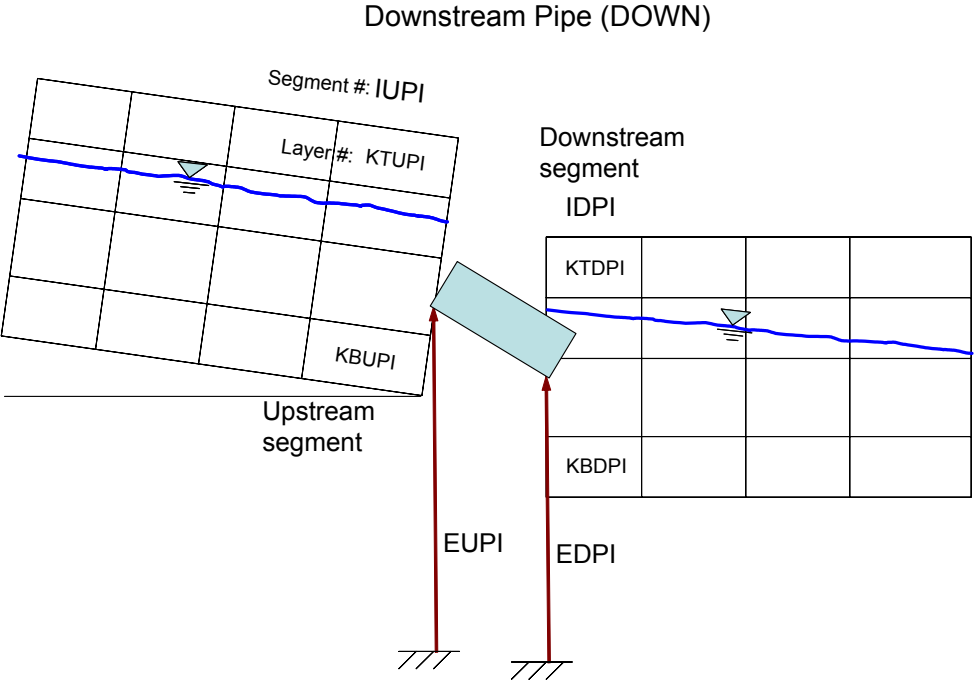 Downstream Pipe (DOWN)
Segment #: IUPI
Layer #: KTUPI
Downstream
segment
IDPI
KTDPI
KBUPI
Upstream
segment
KBDPI
EUPI
EDPI